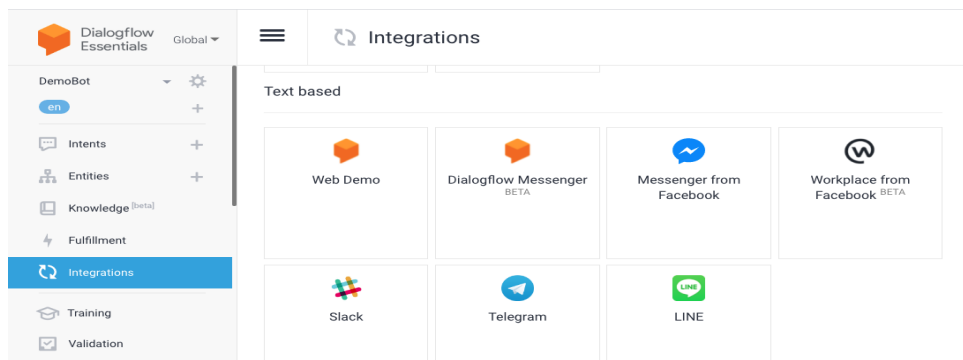 Dialogflow
Essentials
Global
Integrations
DemoBot
en
Intents
Entities
Knowledge [beta]
Fulfillment
Integrations
Training
Validation
Text based
Web Demo
Dialogflow Messenger
BETA
Messenger from
Facebook
Workplace from
Facebook BETA
Slack
Telegram
LINE
LINE